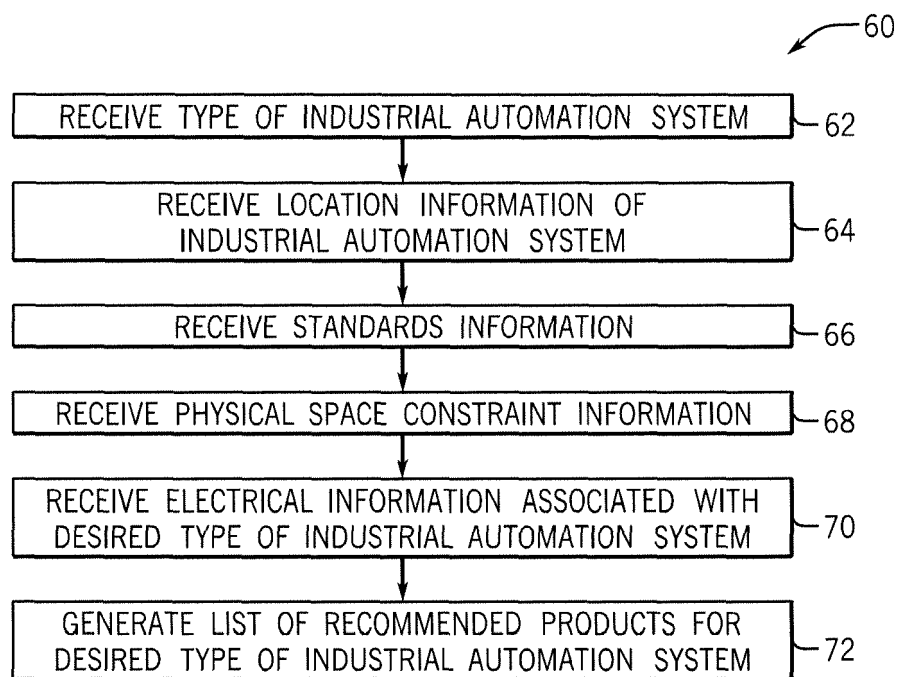 60
RECEIVE TYPE OF INDUSTRIAL AUTOMATION SYSTEM
62
RECEIVE LOCATION INFORMATION OF
INDUSTRIAL AUTOMATION SYSTEM
64
RECEIVE STANDARDS INFORMATION
66
RECEIVE PHYSICAL SPACE CONSTRAINT INFORMATION
68
RECEIVE ELECTRICAL INFORMATION ASSOCIATED WITH
DESIRED TYPE OF INDUSTRIAL AUTOMATION SYSTEM
70
GENERATE LIST OF RECOMMENDED PRODUCTS FOR
DESIRED TYPE OF INDUSTRIAL AUTOMATION SYSTEM
72